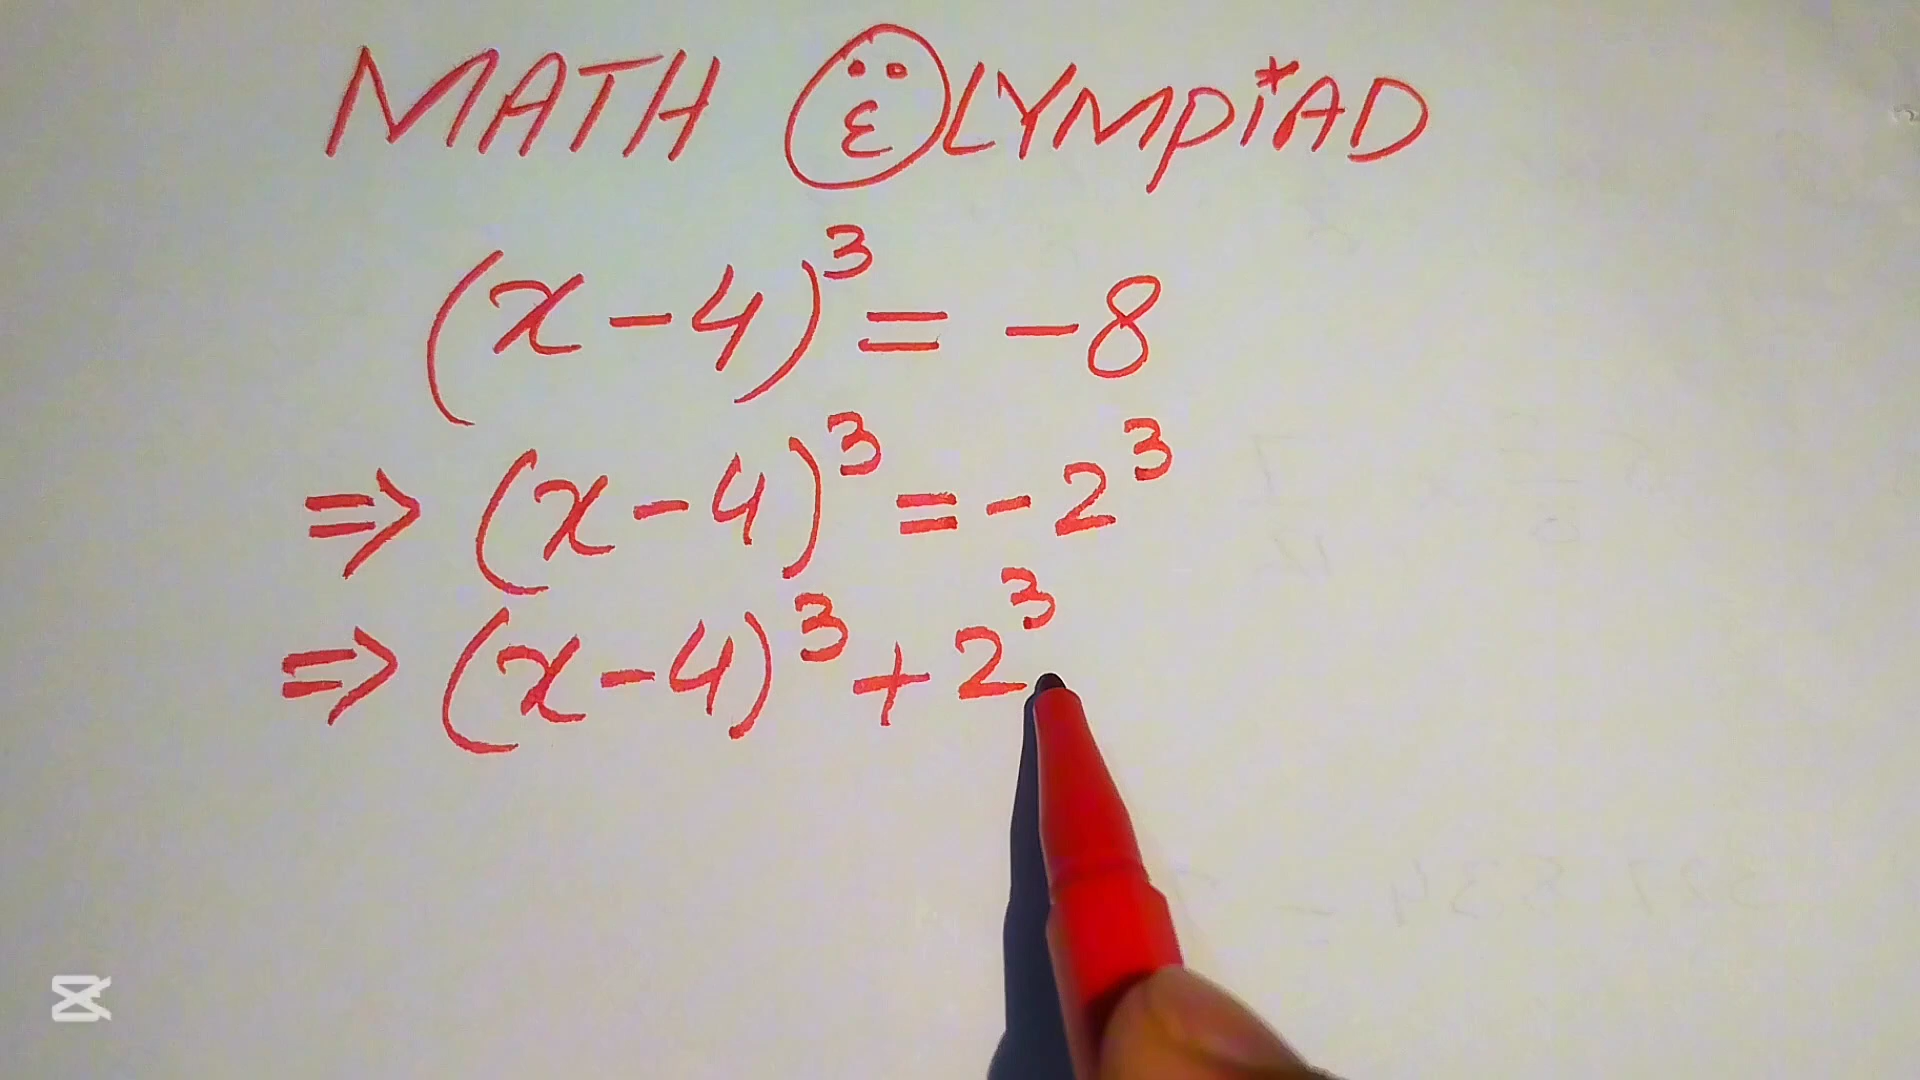 MATH OLYMPIAD
(x-4)³ = -8
⇒ (x-4)³ = -2³
⇒ (x-4)³ + 2³